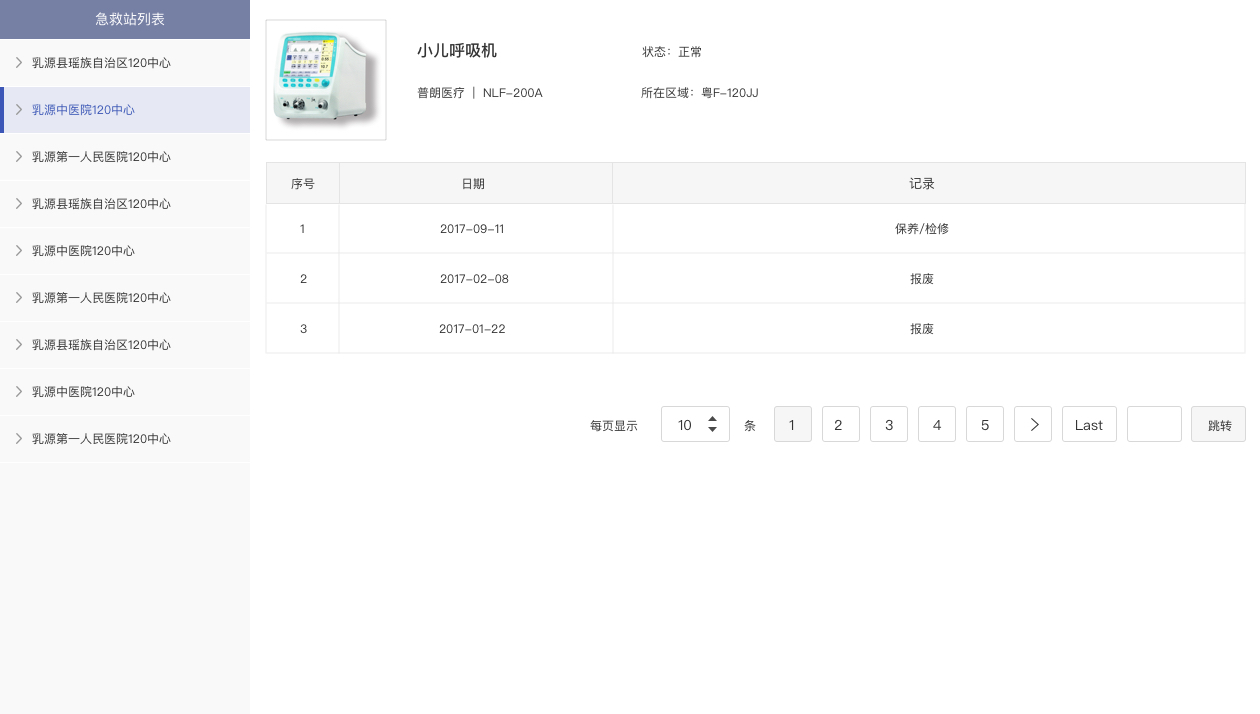 急救站列表
乳源县瑶族自治区120中心
乳源中医院120中心
乳源第一人民医院120中心
乳源县瑶族自治区120中心
乳源中医院120中心
乳源第一人民医院120中心
乳源县瑶族自治区120中心
乳源中医院120中心
乳源第一人民医院120中心
小儿呼吸机 状态：正常
普朗医疗 | NLF-200A 所在区域：粤F-120JJ
序号 日期 记录
1 2017-09-11 保养/检修
2 2017-02-08 报废
3 2017-01-22 报废
每页显示 10 条 1 2 3 4 5 Last 跳转